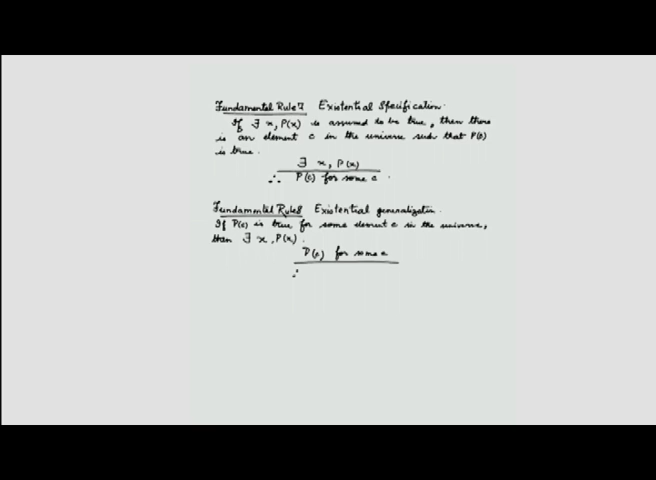 Fundamental Rule 7 Existential Specification.
If ∃ x, P(x) is assumed to be true, then there
is an element c in the universe such that P(c)
is true.
∃ x, P(x)
∴ P(c) for some c.
Fundamental Rule 8 Existential generalization.
If P(c) is true for some element c in the universe,
then ∃ x, P(x).
P(c) for some c
∴